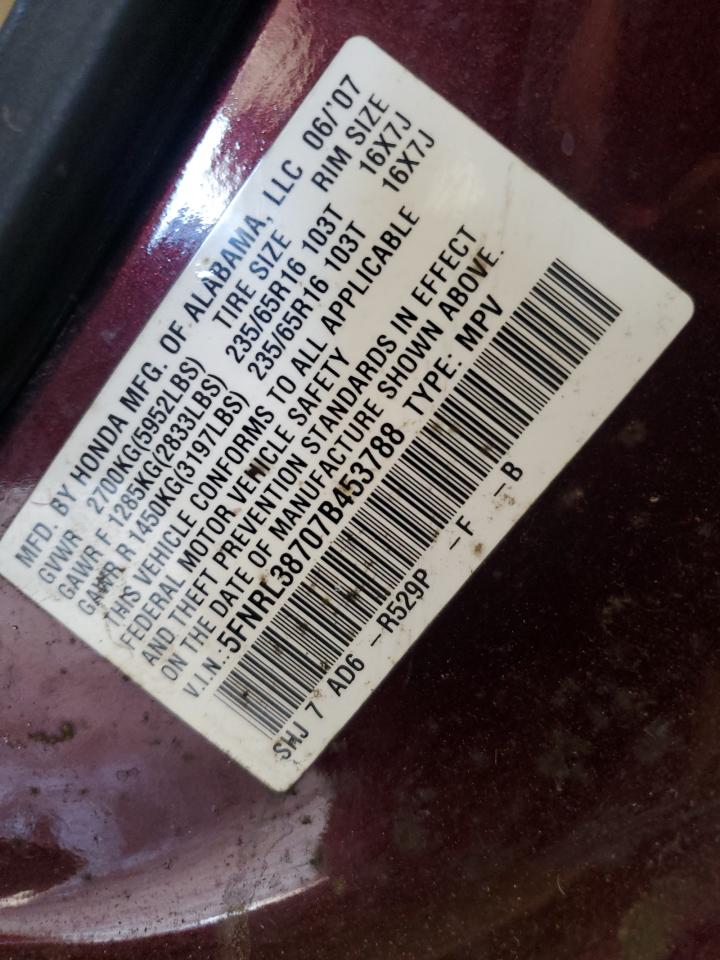 MFD. BY HONDA MFG. OF ALABAMA, LLC 06/'07
GVWR 2700KG(5952LBS) TIRE SIZE RIM SIZE
GAWR F 1285KG(2833LBS) 235/65R16 103T 16X7J
GAWR R 1450KG(3197LBS) 235/65R16 103T 16X7J
THIS VEHICLE CONFORMS TO ALL APPLICABLE
FEDERAL MOTOR VEHICLE SAFETY
AND THEFT PREVENTION STANDARDS IN EFFECT
ON THE DATE OF MANUFACTURE SHOWN ABOVE.
V.I.N.:5FNRL38707B453788 TYPE: MPV
SHJ 7 AD6 -R529P -F -B